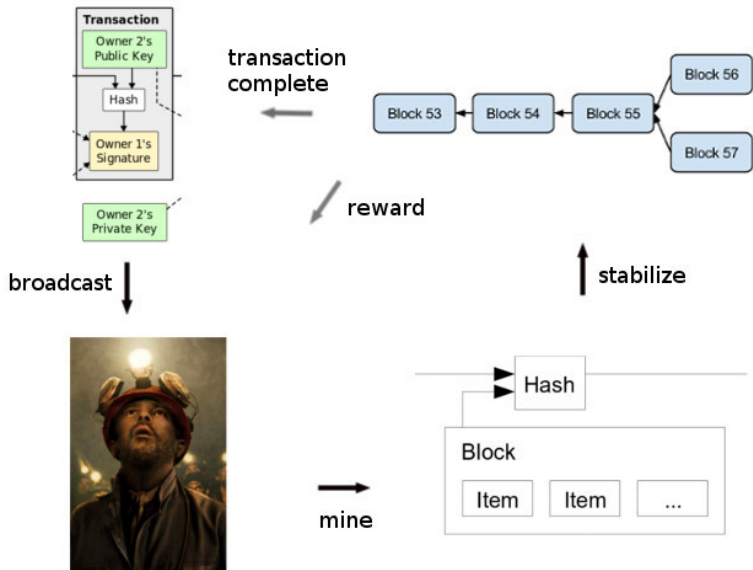 Transaction
Owner 2's
Public Key
Hash
Owner 1's
Signature
Owner 2's
Private Key
transaction
complete
Block 53
Block 54
Block 55
Block 56
Block 57
reward
broadcast
stabilize
mine
Hash
Block
Item
Item
...